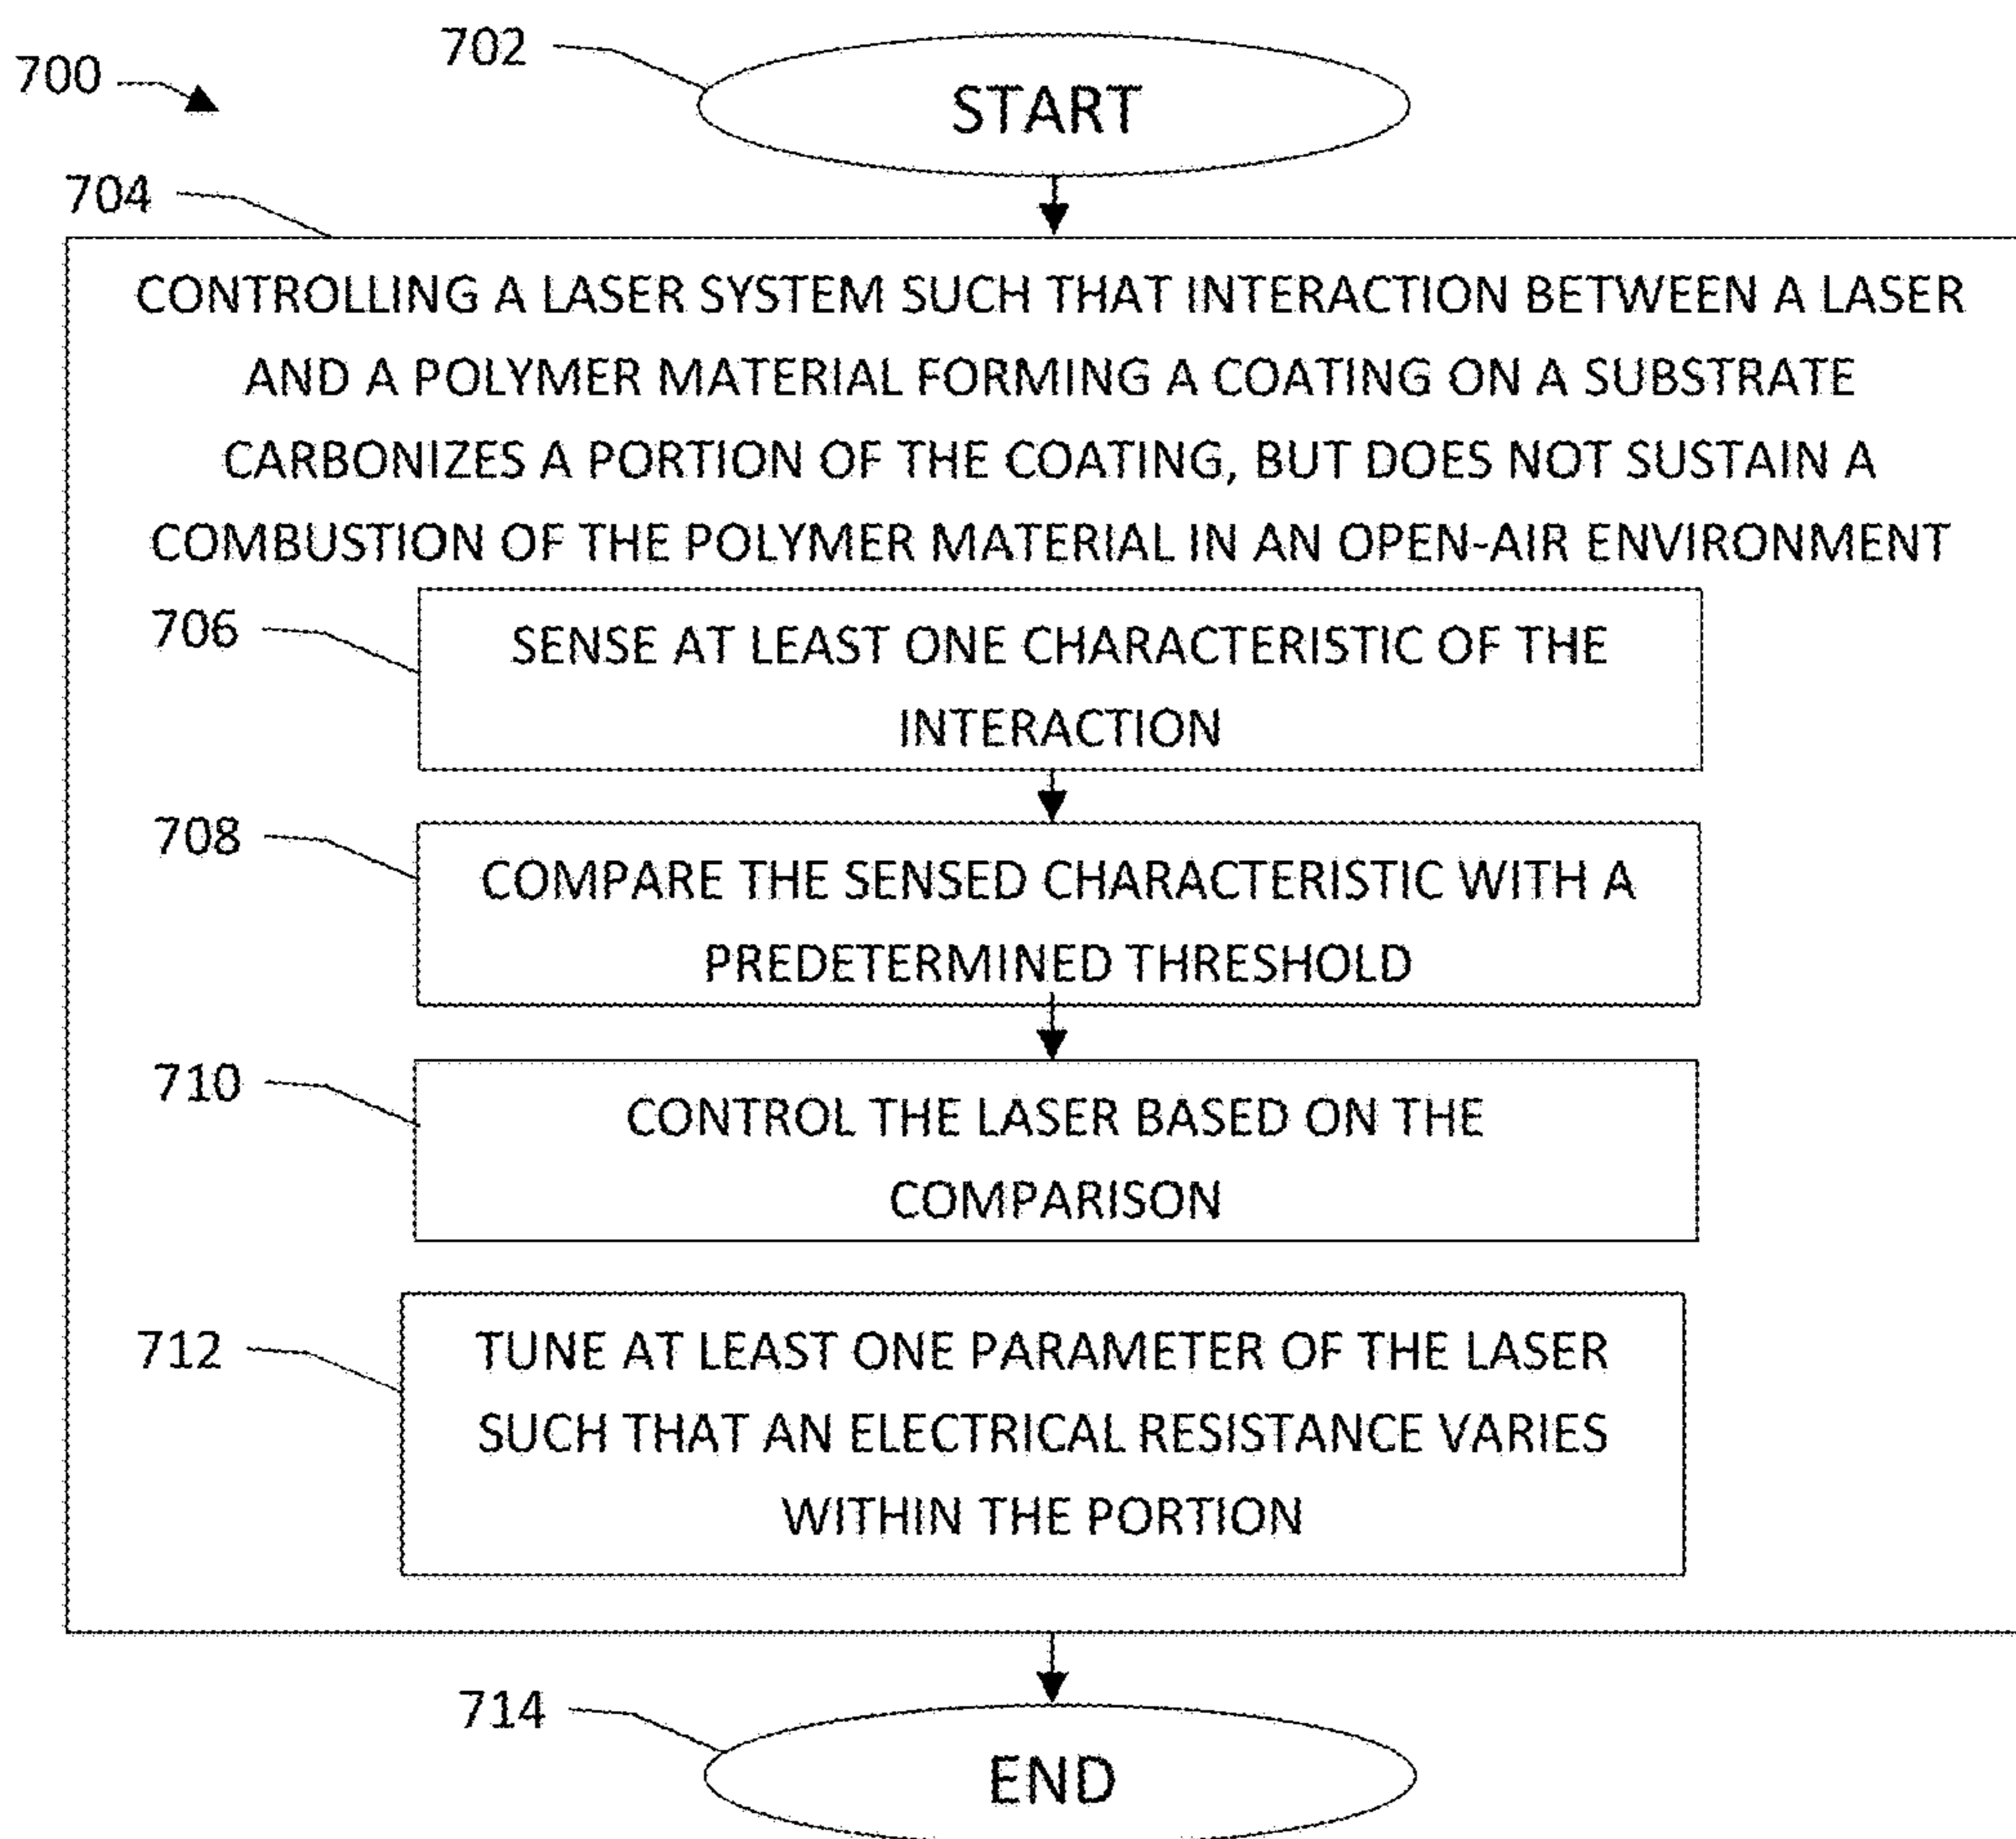 702
700
START
704
CONTROLLING A LASER SYSTEM SUCH THAT INTERACTION BETWEEN A LASER
AND A POLYMER MATERIAL FORMING A COATING ON A SUBSTRATE
CARBONIZES A PORTION OF THE COATING, BUT DOES NOT SUSTAIN A
COMBUSTION OF THE POLYMER MATERIAL IN AN OPEN-AIR ENVIRONMENT
706
SENSE AT LEAST ONE CHARACTERISTIC OF THE
INTERACTION
708
COMPARE THE SENSED CHARACTERISTIC WITH A
PREDETERMINED THRESHOLD
710
CONTROL THE LASER BASED ON THE
COMPARISON
712
TUNE AT LEAST ONE PARAMETER OF THE LASER
SUCH THAT AN ELECTRICAL RESISTANCE VARIES
WITHIN THE PORTION
714
END